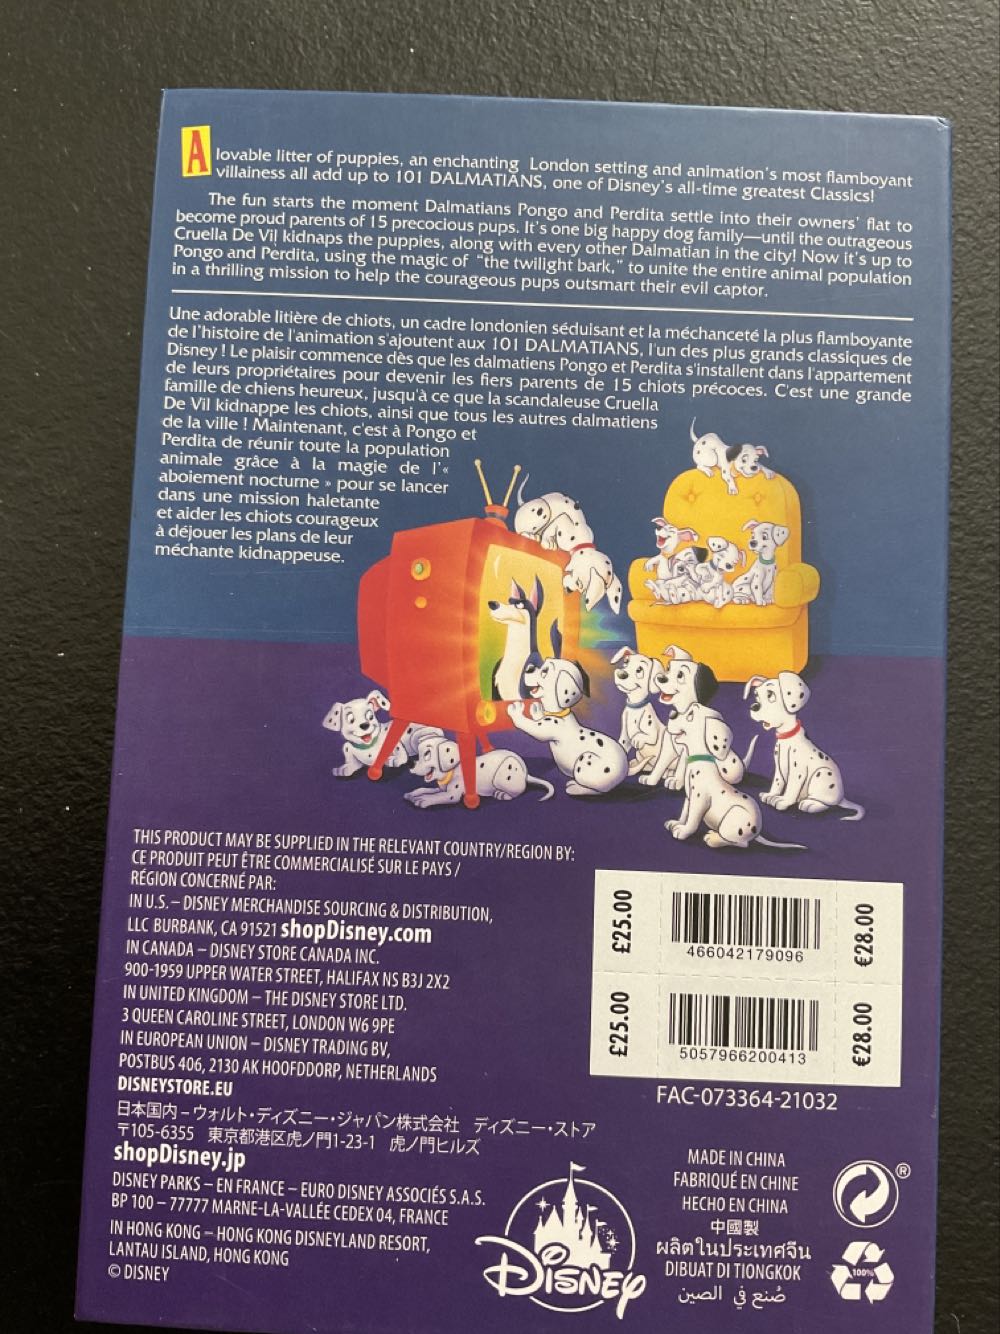 A lovable litter of puppies, an enchanting London setting and animation's most flamboyant
villainess all add up to 101 DALMATIANS, one of Disney's all-time greatest Classics!
The fun starts the moment Dalmatians Pongo and Perdita settle into their owners' flat to
become proud parents of 15 precocious pups. It's one big happy dog family—until the outrageous
Cruella De Vil kidnaps the puppies, along with every other Dalmatian in the city! Now it's up to
Pongo and Perdita, using the magic of "the twilight bark," to unite the entire animal population
in a thrilling mission to help the courageous pups outsmart their evil captor.
Une adorable litière de chiots, un cadre londonien séduisant et la méchanceté la plus flamboyante
de l'histoire de l'animation s'ajoutent aux 101 DALMATIANS, l'un des plus grands classiques de
Disney ! Le plaisir commence dès que les dalmatiens Pongo et Perdita s'installent dans l'appartement
de leurs propriétaires pour devenir les fiers parents de 15 chiots précoces. C'est une grande
famille de chiens heureux, jusqu'à ce que la scandaleuse Cruella
De Vil kidnappe les chiots, ainsi que tous les autres dalmatiens
de la ville ! Maintenant, c'est à Pongo et
Perdita de réunir toute la population
animale grâce à la magie de l'«
aboiement nocturne » pour se lancer
dans une mission haletante
et aider les chiots courageux
à déjouer les plans de leur
méchante kidnappeuse.
THIS PRODUCT MAY BE SUPPLIED IN THE RELEVANT COUNTRY/REGION BY:
CE PRODUIT PEUT ÊTRE COMMERCIALISÉ SUR LE PAYS /
RÉGION CONCERNÉ PAR:
IN U.S. – DISNEY MERCHANDISE SOURCING & DISTRIBUTION,
LLC BURBANK, CA 91521 shopDisney.com
IN CANADA – DISNEY STORE CANADA INC.
900-1959 UPPER WATER STREET, HALIFAX NS B3J 2X2
IN UNITED KINGDOM – THE DISNEY STORE LTD.
3 QUEEN CAROLINE STREET, LONDON W6 9PE
IN EUROPEAN UNION – DISNEY TRADING BV,
POSTBUS 406, 2130 AK HOOFDDORP, NETHERLANDS
DISNEYSTORE.EU
日本国内 – ウォルト・ディズニー・ジャパン株式会社 ディズニー・ストア
〒105-6355 東京都港区虎ノ門1-23-1 虎ノ門ヒルズ
shopDisney.jp
DISNEY PARKS – EN FRANCE – EURO DISNEY ASSOCIÉS S.A.S.
BP 100 – 77777 MARNE-LA-VALLÉE CEDEX 04, FRANCE
IN HONG KONG – HONG KONG DISNEYLAND RESORT,
LANTAU ISLAND, HONG KONG
© DISNEY
£25.00
466042179096
€28.00
£25.00
5057966200413
€28.00
FAC-073364-21032
DISNEY
MADE IN CHINA
FABRIQUÉ EN CHINE
HECHO EN CHINA
中國製
ผลิตในประเทศจีน
DIBUAT DI TIONGKOK
صُنع في الصين
®
100%